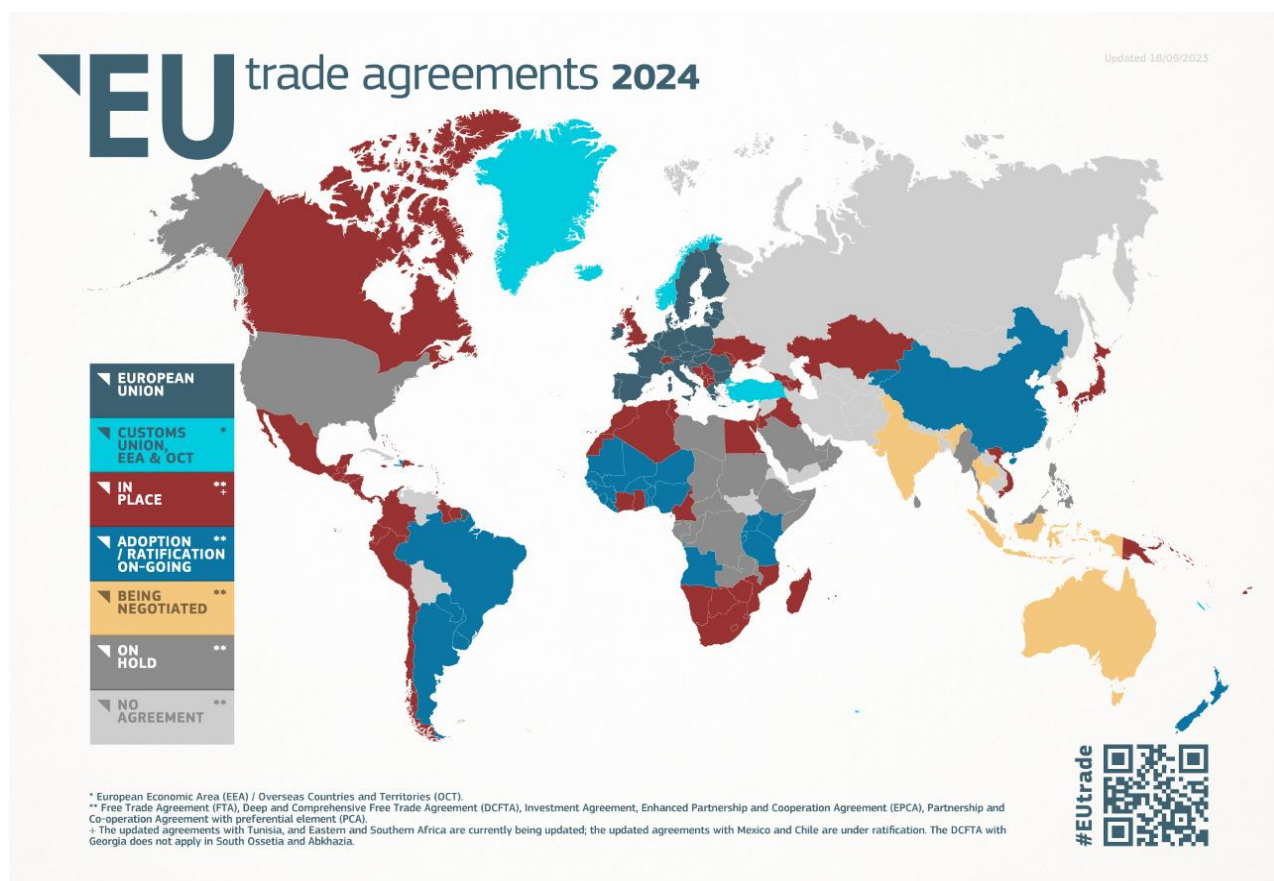 EU trade agreements 2024
Updated 18/09/2023
EUROPEAN
UNION
CUSTOMS *
UNION,
EEA & OCT
IN **
PLACE +
ADOPTION **
/ RATIFICATION
ON-GOING
BEING **
NEGOTIATED
ON **
HOLD
NO **
AGREEMENT
#EUtrade
* European Economic Area (EEA) / Overseas Countries and Territories (OCT).
** Free Trade Agreement (FTA), Deep and Comprehensive Free Trade Agreement (DCFTA), Investment Agreement, Enhanced Partnership and Cooperation Agreement (EPCA), Partnership and
Co-operation Agreement with preferential element (PCA).
+ The updated agreements with Tunisia, and Eastern and Southern Africa are currently being updated; the updated agreements with Mexico and Chile are under ratification. The DCFTA with
Georgia does not apply in South Ossetia and Abkhazia.